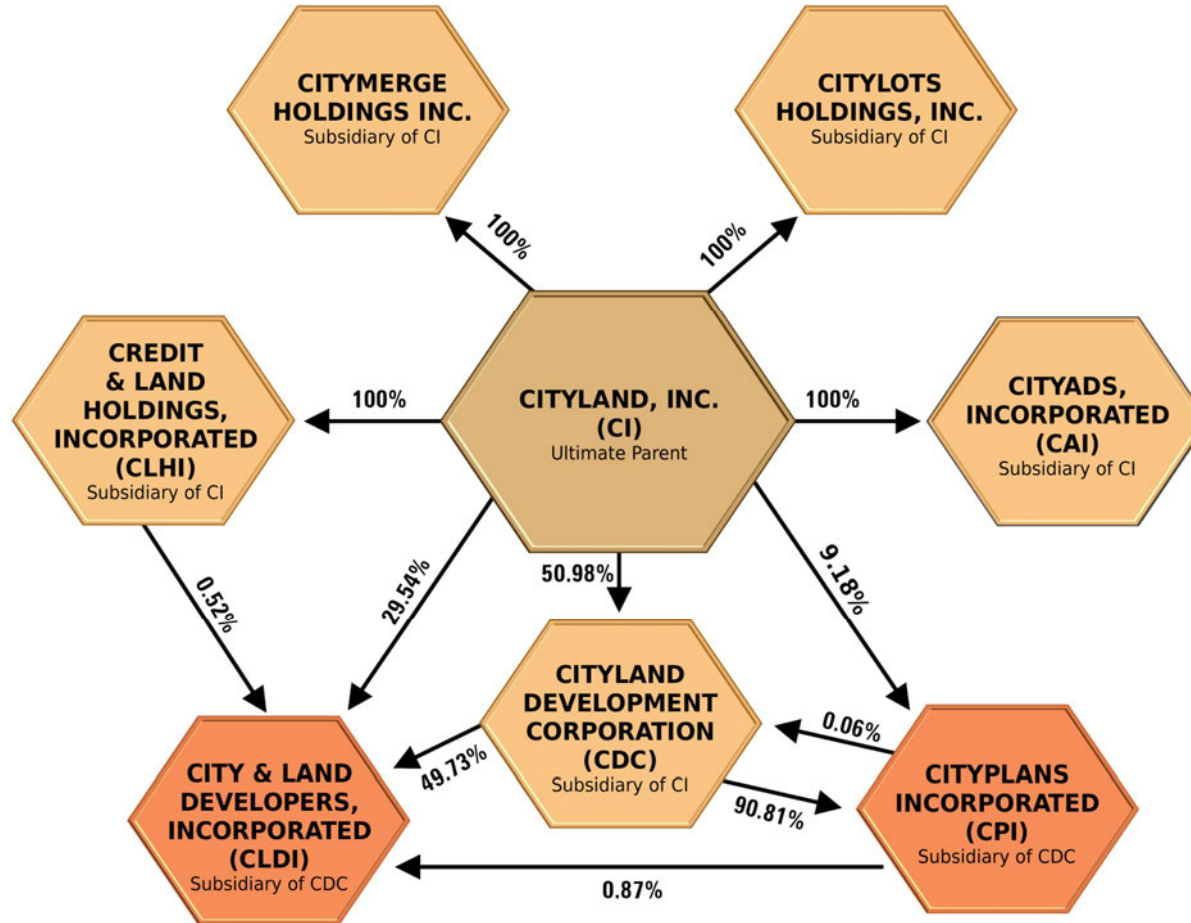 CITYMERGE
HOLDINGS INC.
Subsidiary of CI
CITYLOTS
HOLDINGS, INC.
Subsidiary of CI
100%
100%
CREDIT
& LAND
HOLDINGS,
INCORPORATED
(CLHI)
Subsidiary of CI
100%
CITYLAND, INC.
(CI)
Ultimate Parent
100%
CITYADS,
INCORPORATED
(CAI)
Subsidiary of CI
0.52%
29.54%
50.98%
9.18%
CITYLAND
DEVELOPMENT
CORPORATION
(CDC)
Subsidiary of CI
0.06%
49.73%
90.81%
CITY & LAND
DEVELOPERS,
INCORPORATED
(CLDI)
Subsidiary of CDC
CITYPLANS
INCORPORATED
(CPI)
Subsidiary of CDC
0.87%